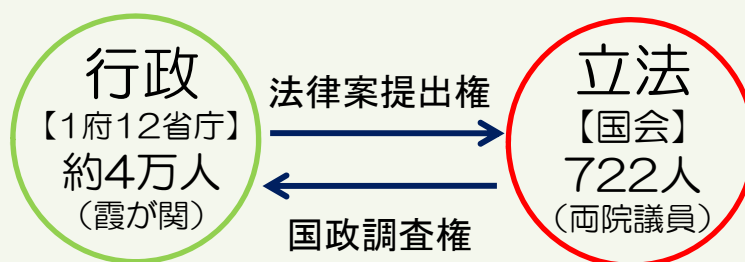 行政
【1府12省庁】
約4万人
（霞が関）
法律案提出権
国政調査権
立法
【国会】
722人
（両院議員）